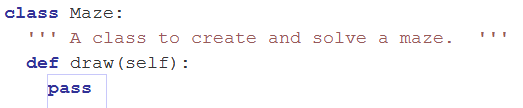 class Maze:
  ''' A class to create and solve a maze.  '''
  def draw(self):
    pass